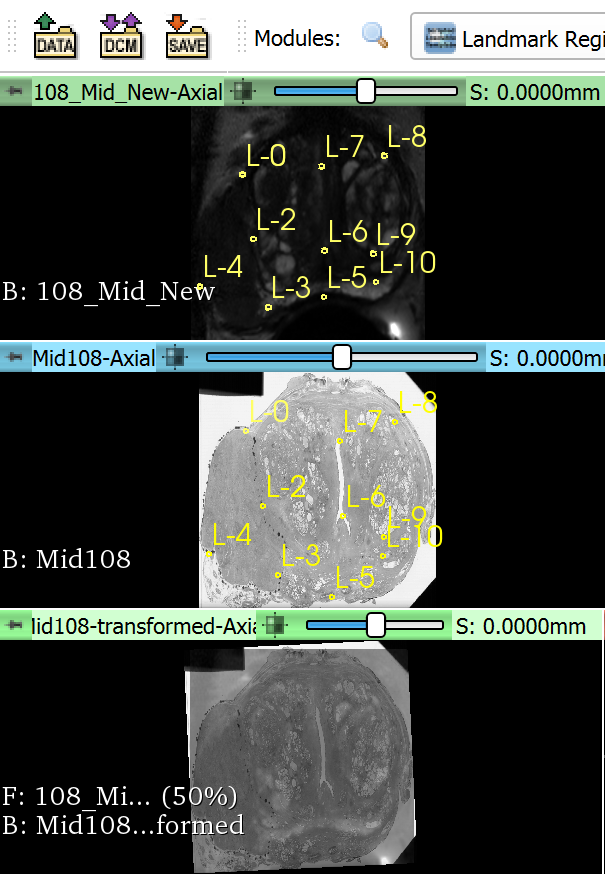 DATA DCM SAVE Modules: Landmark Regi
108_Mid_New-Axial S: 0.0000mm
L-8
L-7
L-0
L-2
L-6 L-9
L-4 L-10
L-5
L-3
B: 108_Mid_New
Mid108-Axial S: 0.0000mm
L-8
L-0
L-7
L-2
L-6
L-9
L-4 L-10
L-3
L-5
B: Mid108
Mid108-transformed-Axia S: 0.0000mm
F: 108_Mi... (50%)
B: Mid108...formed